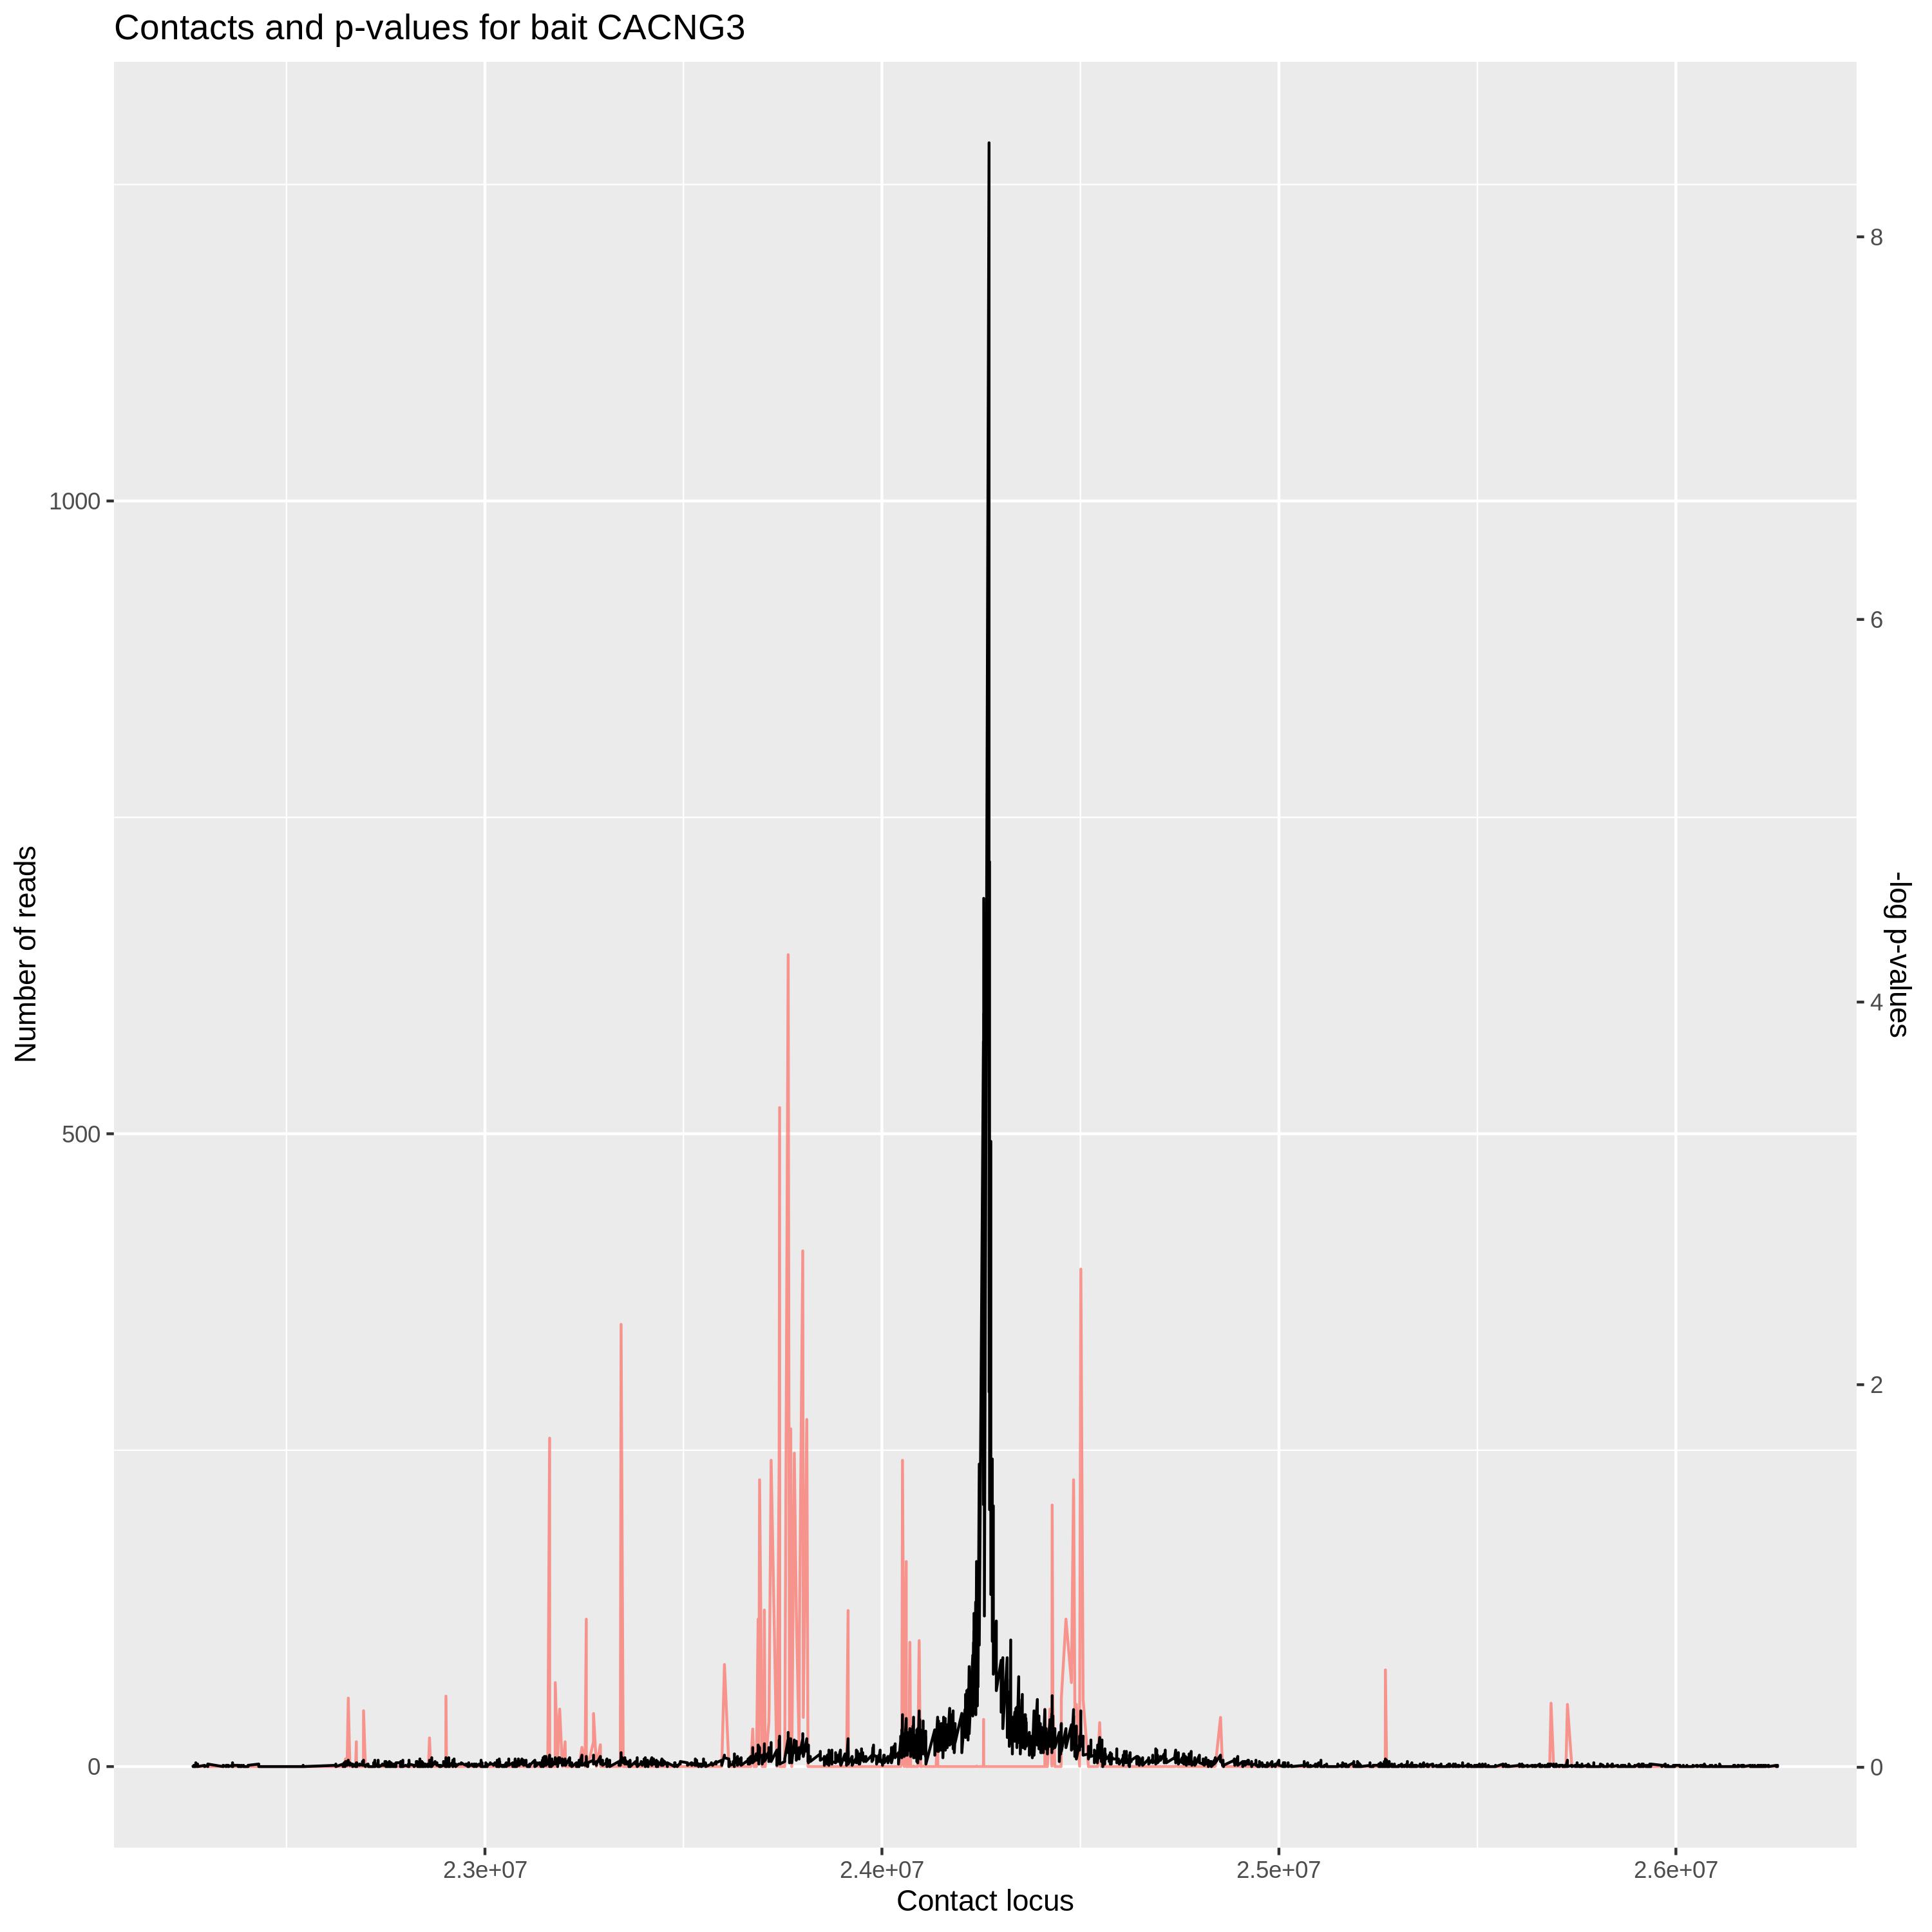 Contacts and p-values for bait CACNG3
Number of reads
1000
500
0
8
6
4
2
0
-log p-values
2.3e+07
2.4e+07
2.5e+07
2.6e+07
Contact locus